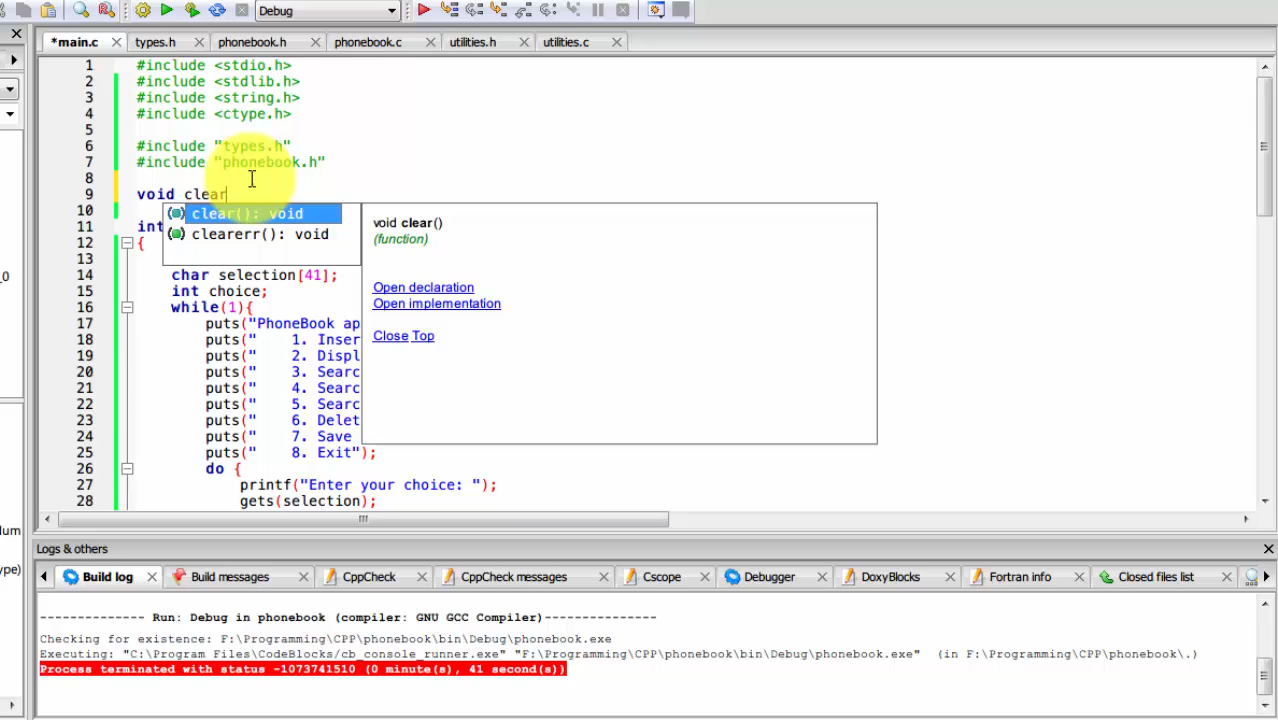 Debug
*main.c types.h phonebook.h phonebook.c utilities.h utilities.c
1 #include <stdio.h>
2 #include <stdlib.h>
3 #include <string.h>
4 #include <ctype.h>
5
6 #include "types.h"
7 #include "phonebook.h"
8
9 void clear
10 clear(): void
void clear()
11 int
clearerr(): void
(function)
12 {
13
14 char selection[41];
Open declaration
15 int choice;
Open implementation
16 while(1){
17 puts("PhoneBook ap
Close Top
18 puts(" 1. Inser
19 puts(" 2. Displ
20 puts(" 3. Searc
21 puts(" 4. Searc
22 puts(" 5. Searc
23 puts(" 6. Delet
24 puts(" 7. Save
25 puts(" 8. Exit");
26 do {
27 printf("Enter your choice: ");
28 gets(selection);
_0
lum
ype)
Logs & others
Build log Build messages CppCheck CppCheck messages Cscope Debugger DoxyBlocks Fortran info Closed files list
-------------- Run: Debug in phonebook (compiler: GNU GCC Compiler)---------------
Checking for existence: F:\Programming\CPP\phonebook\bin\Debug\phonebook.exe
Executing: "C:\Program Files\CodeBlocks/cb_console_runner.exe" "F:\Programming\CPP\phonebook\bin\Debug\phonebook.exe" (in F:\Programming\CPP\phonebook\.)
Process terminated with status -1073741510 (0 minute(s), 41 second(s))